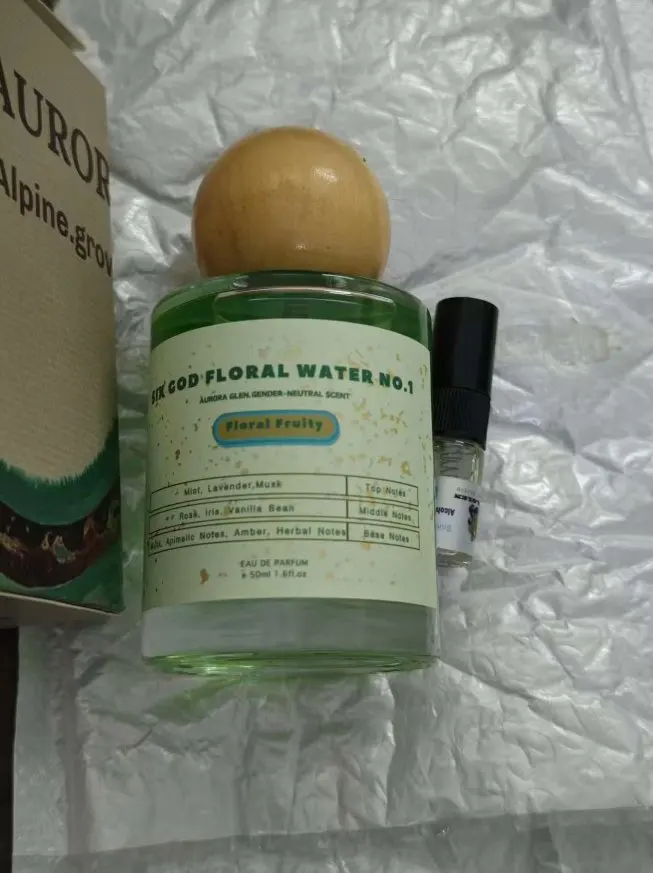 AUROR
Alpine.grov
GOD FLORAL WATER NO.1
AURORA GLEN.GENDER-NEUTRAL SCENT
Floral Fruity
Mint, Lavender,Musk Top Notes
Rose, Iris, Vanilla Bean Middle Notes
Animalic Notes, Amber, Herbal Notes Base Notes
EAU DE PARFUM
e 50ml 1.6fl.oz
Alcoh